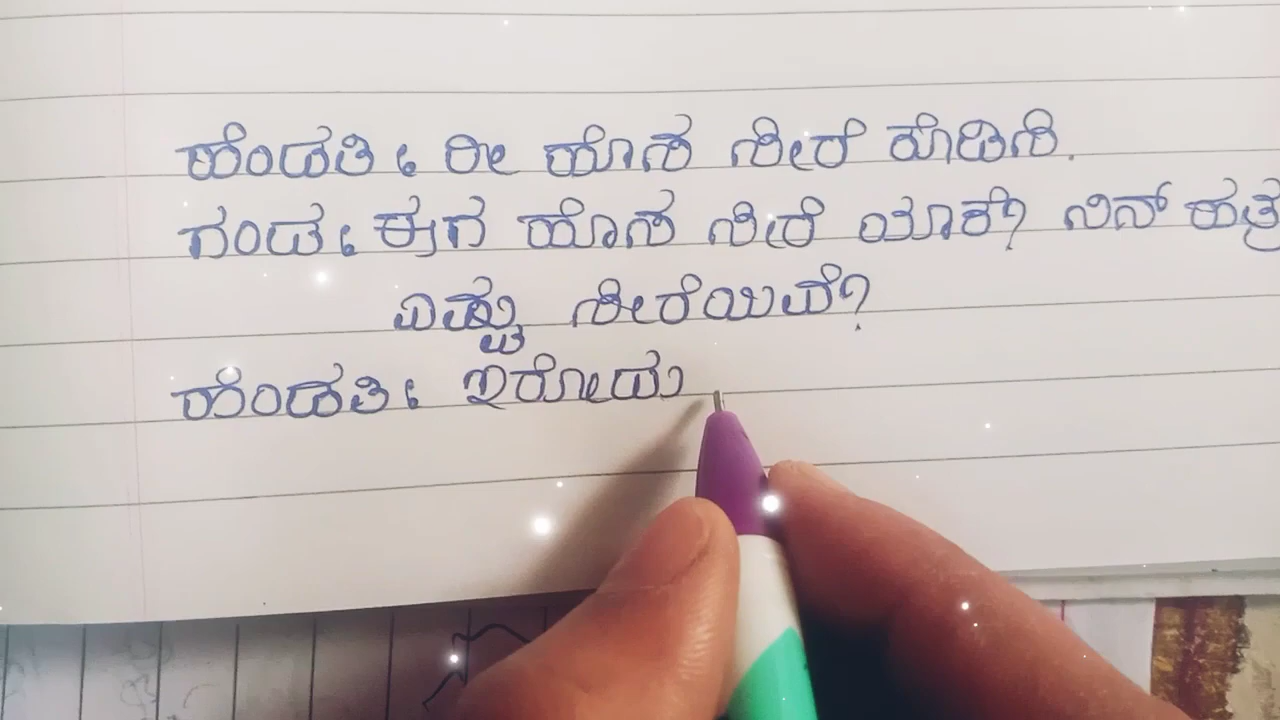 ಹೆಂಡತಿ : ರೀ ಹೊಸ ಸೀರೆ ಕೊಡಿಸಿ.
ಗಂಡ : ಈಗ ಹೊಸ ಸೀರೆ ಯಾಕೆ? ನಿನ್ ಹತ್ರ
ಎಷ್ಟು ಸೀರೆಯಿವೆ?
ಹೆಂಡತಿ : ಇರೋದು